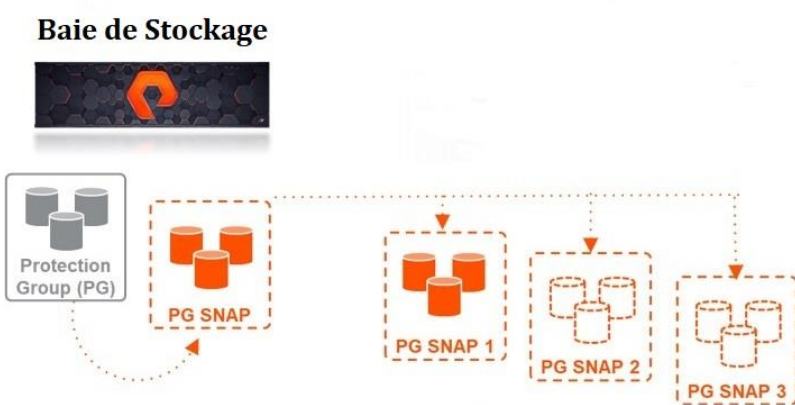 Baie de Stockage
Protection
Group (PG)
PG SNAP
PG SNAP 1
PG SNAP 2
PG SNAP 3